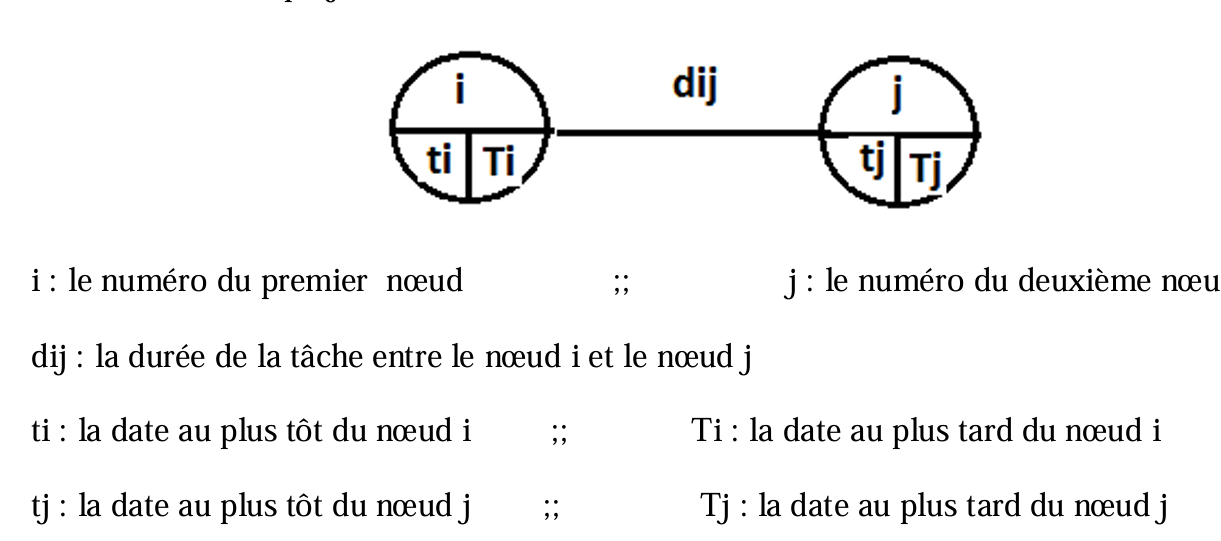 i dij j
ti Ti tj Tj
i : le numéro du premier nœud ;; j : le numéro du deuxième nœu
dij : la durée de la tâche entre le nœud i et le nœud j
ti : la date au plus tôt du nœud i ;; Ti : la date au plus tard du nœud i
tj : la date au plus tôt du nœud j ;; Tj : la date au plus tard du nœud j